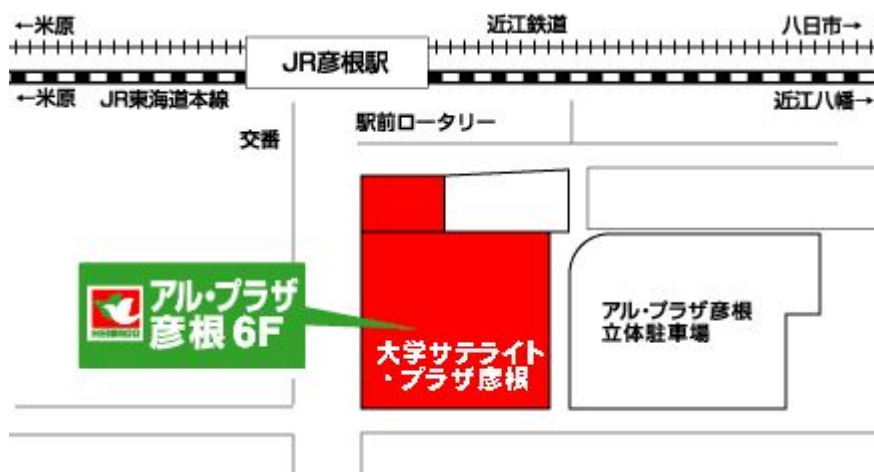 ←米原
近江鉄道
八日市→
JR彦根駅
←米原
JR東海道本線
近江八幡→
交番
駅前ロータリー
アル・プラザ
彦根 6F
HEIWADO
大学サテライト
・プラザ彦根
アル・プラザ彦根
立体駐車場